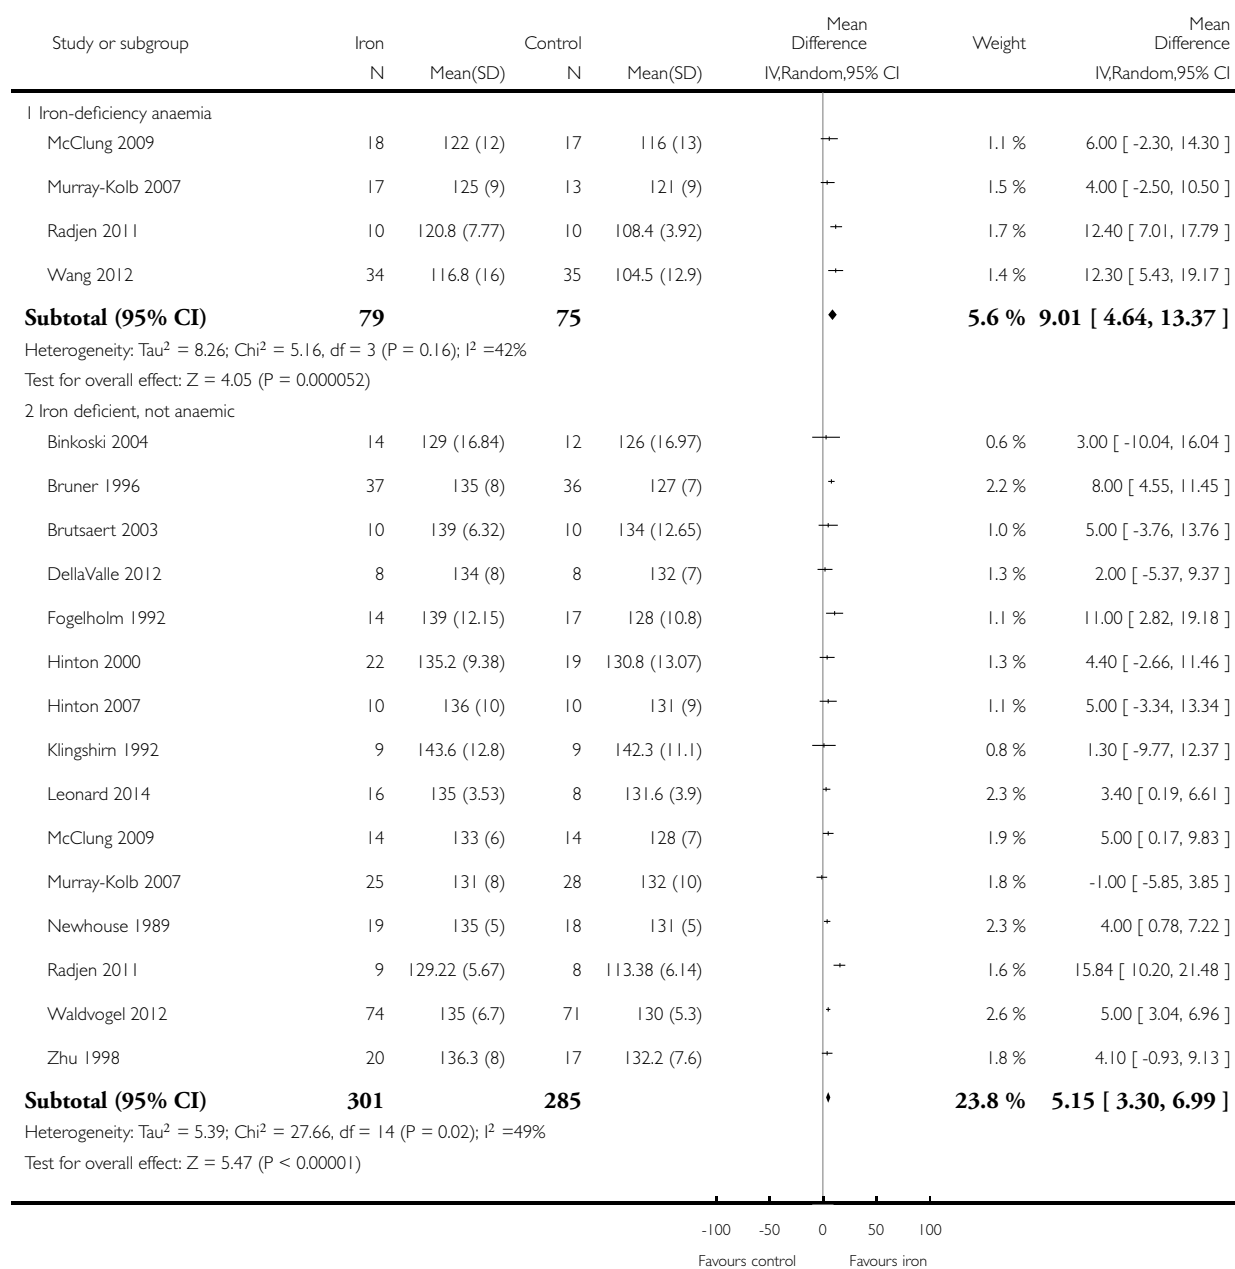 Mean Mean
Study or subgroup Iron Control Difference Weight Difference
N Mean(SD) N Mean(SD) IV,Random,95% CI IV,Random,95% CI
1 Iron-deficiency anaemia
McClung 2009 18 122 (12) 17 116 (13) 1.1 % 6.00 [ -2.30, 14.30 ]
Murray-Kolb 2007 17 125 (9) 13 121 (9) 1.5 % 4.00 [ -2.50, 10.50 ]
Radjen 2011 10 120.8 (7.77) 10 108.4 (3.92) 1.7 % 12.40 [ 7.01, 17.79 ]
Wang 2012 34 116.8 (16) 35 104.5 (12.9) 1.4 % 12.30 [ 5.43, 19.17 ]
Subtotal (95% CI) 79 75 5.6 % 9.01 [ 4.64, 13.37 ]
Heterogeneity: Tau² = 8.26; Chi² = 5.16, df = 3 (P = 0.16); I² =42%
Test for overall effect: Z = 4.05 (P = 0.000052)
2 Iron deficient, not anaemic
Binkoski 2004 14 129 (16.84) 12 126 (16.97) 0.6 % 3.00 [ -10.04, 16.04 ]
Bruner 1996 37 135 (8) 36 127 (7) 2.2 % 8.00 [ 4.55, 11.45 ]
Brutsaert 2003 10 139 (6.32) 10 134 (12.65) 1.0 % 5.00 [ -3.76, 13.76 ]
DellaValle 2012 8 134 (8) 8 132 (7) 1.3 % 2.00 [ -5.37, 9.37 ]
Fogelholm 1992 14 139 (12.15) 17 128 (10.8) 1.1 % 11.00 [ 2.82, 19.18 ]
Hinton 2000 22 135.2 (9.38) 19 130.8 (13.07) 1.3 % 4.40 [ -2.66, 11.46 ]
Hinton 2007 10 136 (10) 10 131 (9) 1.1 % 5.00 [ -3.34, 13.34 ]
Klingshirn 1992 9 143.6 (12.8) 9 142.3 (11.1) 0.8 % 1.30 [ -9.77, 12.37 ]
Leonard 2014 16 135 (3.53) 8 131.6 (3.9) 2.3 % 3.40 [ 0.19, 6.61 ]
McClung 2009 14 133 (6) 14 128 (7) 1.9 % 5.00 [ 0.17, 9.83 ]
Murray-Kolb 2007 25 131 (8) 28 132 (10) 1.8 % -1.00 [ -5.85, 3.85 ]
Newhouse 1989 19 135 (5) 18 131 (5) 2.3 % 4.00 [ 0.78, 7.22 ]
Radjen 2011 9 129.22 (5.67) 8 113.38 (6.14) 1.6 % 15.84 [ 10.20, 21.48 ]
Waldvogel 2012 74 135 (6.7) 71 130 (5.3) 2.6 % 5.00 [ 3.04, 6.96 ]
Zhu 1998 20 136.3 (8) 17 132.2 (7.6) 1.8 % 4.10 [ -0.93, 9.13 ]
Subtotal (95% CI) 301 285 23.8 % 5.15 [ 3.30, 6.99 ]
Heterogeneity: Tau² = 5.39; Chi² = 27.66, df = 14 (P = 0.02); I² =49%
Test for overall effect: Z = 5.47 (P < 0.00001)
-100 -50 0 50 100
Favours control Favours iron